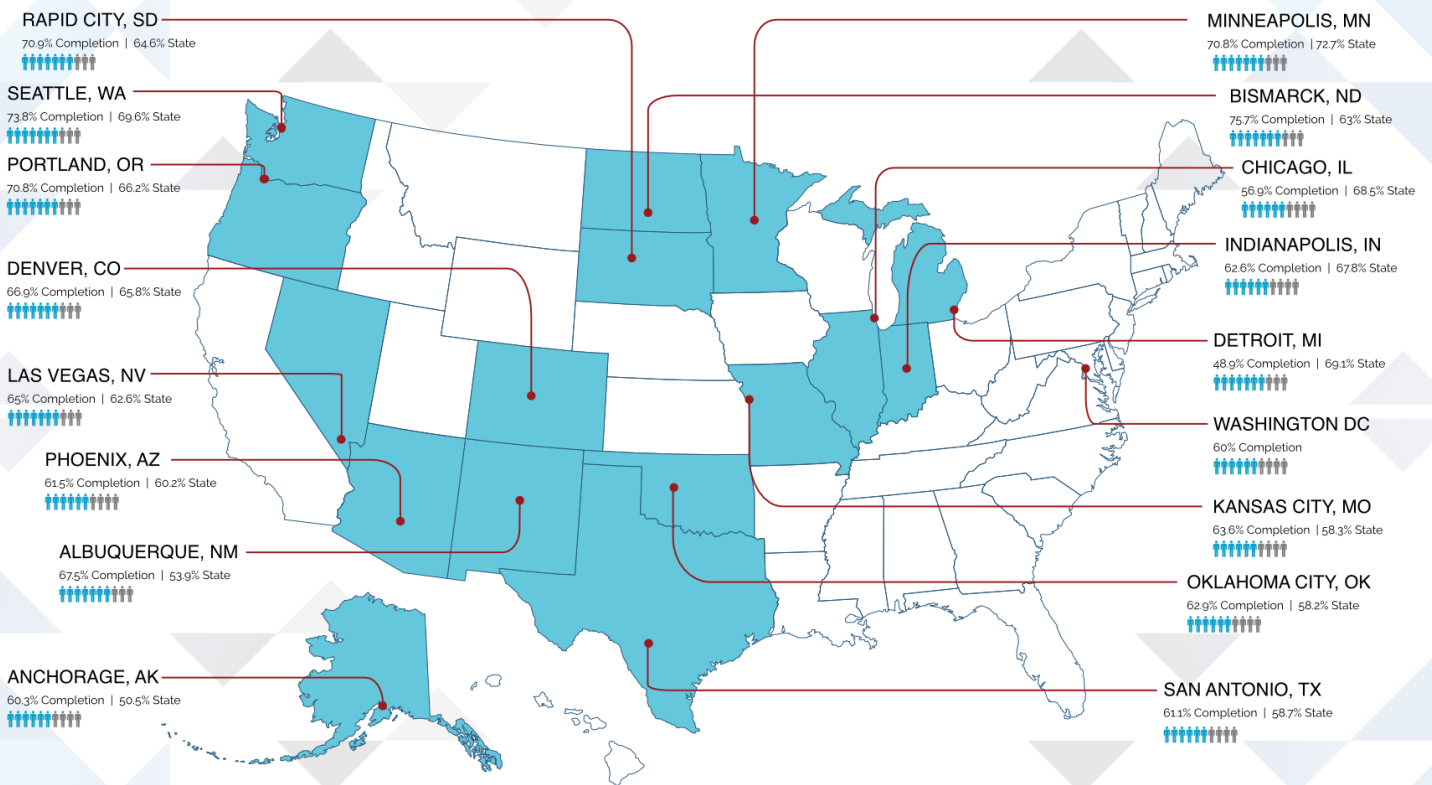 RAPID CITY, SD
70.9% Completion | 64.6% State
SEATTLE, WA
73.8% Completion | 69.6% State
PORTLAND, OR
70.8% Completion | 66.2% State
DENVER, CO
66.9% Completion | 65.8% State
LAS VEGAS, NV
65% Completion | 62.6% State
PHOENIX, AZ
61.5% Completion | 60.2% State
ALBUQUERQUE, NM
67.5% Completion | 53.9% State
ANCHORAGE, AK
60.3% Completion | 50.5% State
MINNEAPOLIS, MN
70.8% Completion | 72.7% State
BISMARCK, ND
75.7% Completion | 63% State
CHICAGO, IL
56.9% Completion | 68.5% State
INDIANAPOLIS, IN
62.6% Completion | 67.8% State
DETROIT, MI
48.9% Completion | 69.1% State
WASHINGTON DC
60% Completion
KANSAS CITY, MO
63.6% Completion | 58.3% State
OKLAHOMA CITY, OK
62.9% Completion | 58.2% State
SAN ANTONIO, TX
61.1% Completion | 58.7% State